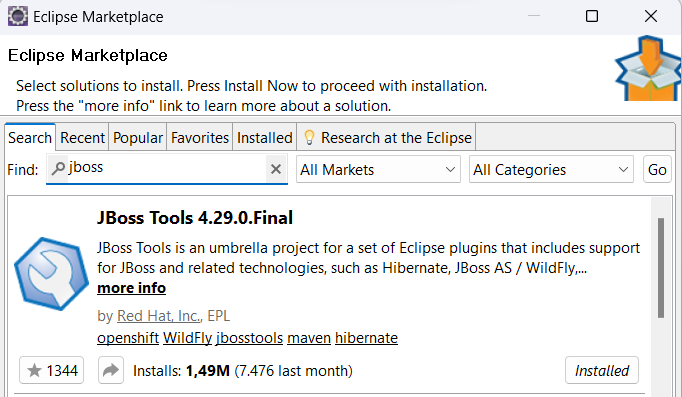 Eclipse Marketplace
Eclipse Marketplace
Select solutions to install. Press Install Now to proceed with installation.
Press the "more info" link to learn more about a solution.
Search Recent Popular Favorites Installed Research at the Eclipse
Find: jboss All Markets All Categories Go
JBoss Tools 4.29.0.Final
JBoss Tools is an umbrella project for a set of Eclipse plugins that includes support
for JBoss and related technologies, such as Hibernate, JBoss AS / WildFly,...
more info
by Red Hat, Inc., EPL
openshift WildFly jbosstools maven hibernate
1344 Installs: 1,49M (7.476 last month) Installed